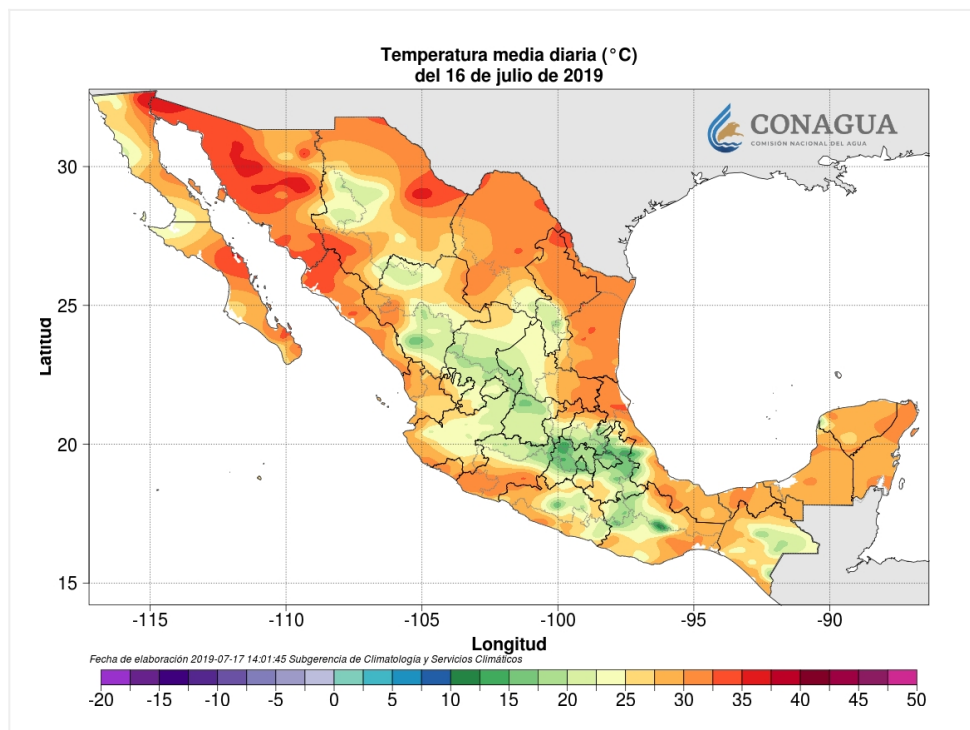 Temperatura media diaria (°C)
del 16 de julio de 2019
CONAGUA
COMISIÓN NACIONAL DEL AGUA
30
25
20
15
Latitud
-115 -110 -105 -100 -95 -90
Longitud
Fecha de elaboración 2019-07-17 14:01:45 Subgerencia de Climatología y Servicios Climáticos
-20 -15 -10 -5 0 5 10 15 20 25 30 35 40 45 50